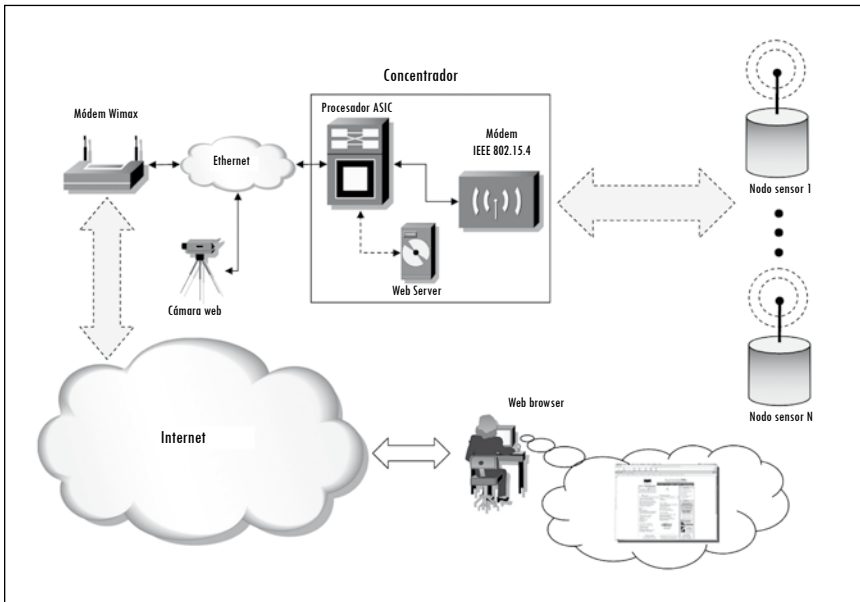 Concentrador
Módem Wimax
Procesador ASIC
Módem
IEEE 802.15.4
Ethernet
Nodo sensor 1
Web Server
Cámara web
Nodo sensor N
Web browser
Internet